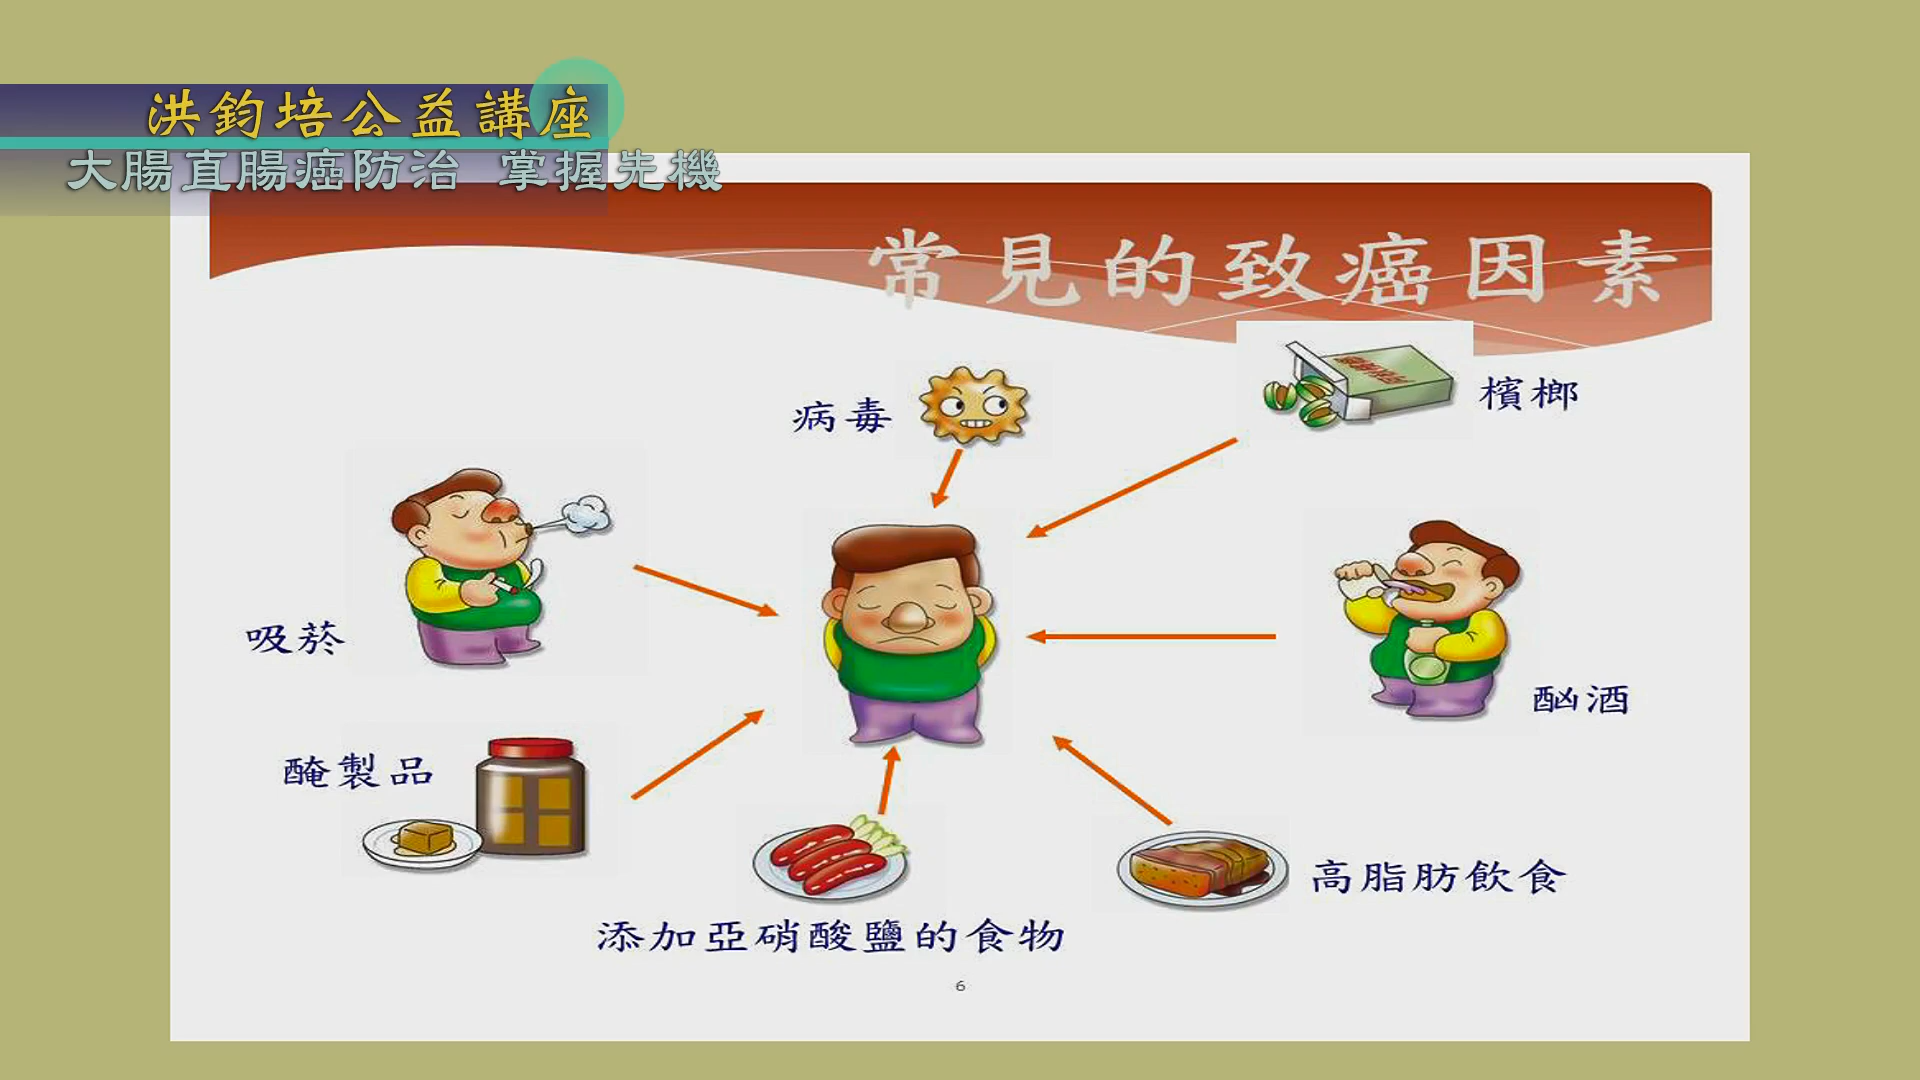 洪鈞培公益講座
大腸直腸癌防治 掌握先機
常見的致癌因素
病毒
檳榔
吸菸
酗酒
醃製品
高脂肪飲食
添加亞硝酸鹽的食物
6